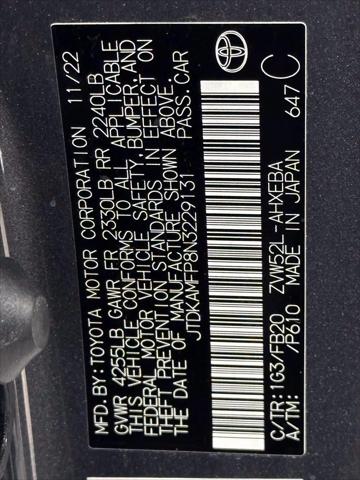 MFD.BY:TOYOTA MOTOR CORPORATION 11/22
GVWR 4255LB GAWR FR 2330LB RR 2240LB
THIS VEHICLE CONFORMS TO ALL APPLICABLE
FEDERAL MOTOR VEHICLE SAFETY, BUMPER, AND
THEFT PREVENTION STANDARDS IN EFFECT ON
THE DATE OF MANUFACTURE SHOWN ABOVE.
JTDKAMFP8N3229131 PASS.CAR
C/TR: 1G3/FB20 ZVW52L-AHXEBA
A/TM: /P610 MADE IN JAPAN 647 C